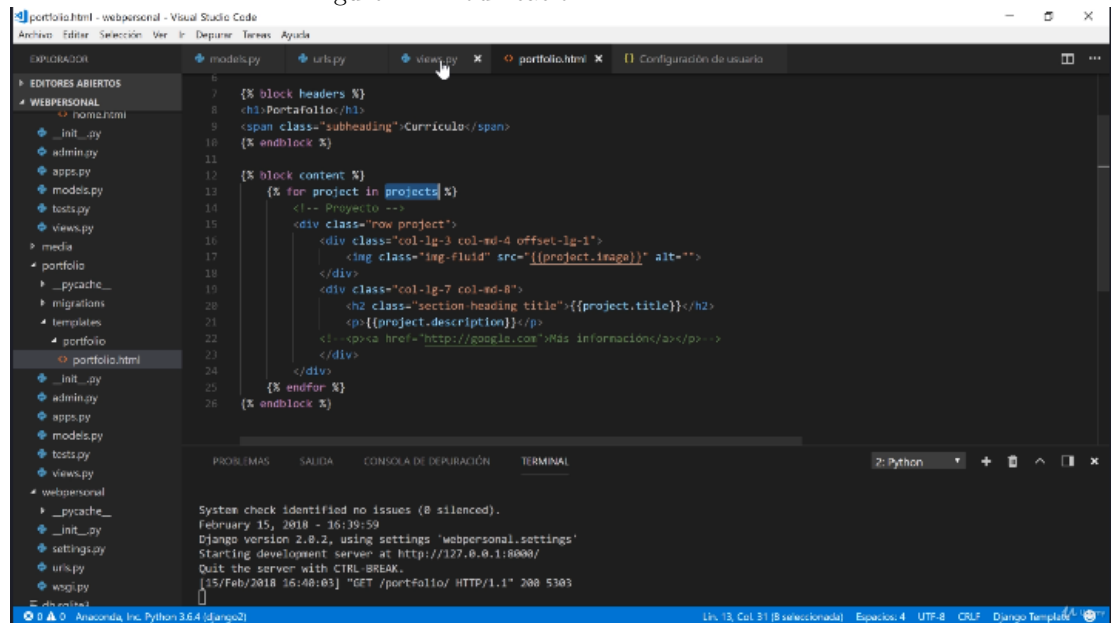 portfolio.html - webpersonal - Visual Studio Code
Archivo Editar Selección Ver Ir Depurar Tareas Ayuda
EXPLORADOR
models.py
urls.py
views.py
portfolio.html
{} Configuración de usuario
EDITORES ABIERTOS
WEBPERSONAL
home.html
__init__.py
admin.py
apps.py
models.py
tests.py
views.py
media
portfolio
__pycache__
migrations
templates
portfolio
portfolio.html
__init__.py
admin.py
apps.py
models.py
tests.py
views.py
webpersonal
__pycache__
__init__.py
settings.py
urls.py
wsgi.py
db.sqlite3
6
7 {% block headers %}
8 <h1>Portafolio</h1>
9 <span class="subheading">Currículo</span>
10 {% endblock %}
11
12 {% block content %}
13 {% for project in projects %}
14 <!-- Proyecto -->
15 <div class="row project">
16 <div class="col-lg-3 col-md-4 offset-lg-1">
17 <img class="img-fluid" src="{{project.image}}" alt="">
18 </div>
19 <div class="col-lg-7 col-md-8">
20 <h2 class="section-heading title">{{project.title}}</h2>
21 <p>{{project.description}}</p>
22 <!--<p><a href="http://google.com">Más información</a></p>-->
23 </div>
24 </div>
25 {% endfor %}
26 {% endblock %}
PROBLEMAS SALIDA CONSOLA DE DEPURACIÓN TERMINAL
2: Python
System check identified no issues (0 silenced).
February 15, 2018 - 16:39:59
Django version 2.0.2, using settings 'webpersonal.settings'
Starting development server at http://127.0.0.1:8000/
Quit the server with CTRL-BREAK.
[15/Feb/2018 16:40:03] "GET /portfolio/ HTTP/1.1" 200 5303
0 0 Anaconda, Inc. Python 3.6.4 (django2)
Lín. 13, Col. 31 (8 seleccionada) Espacios: 4 UTF-8 CRLF Django Template